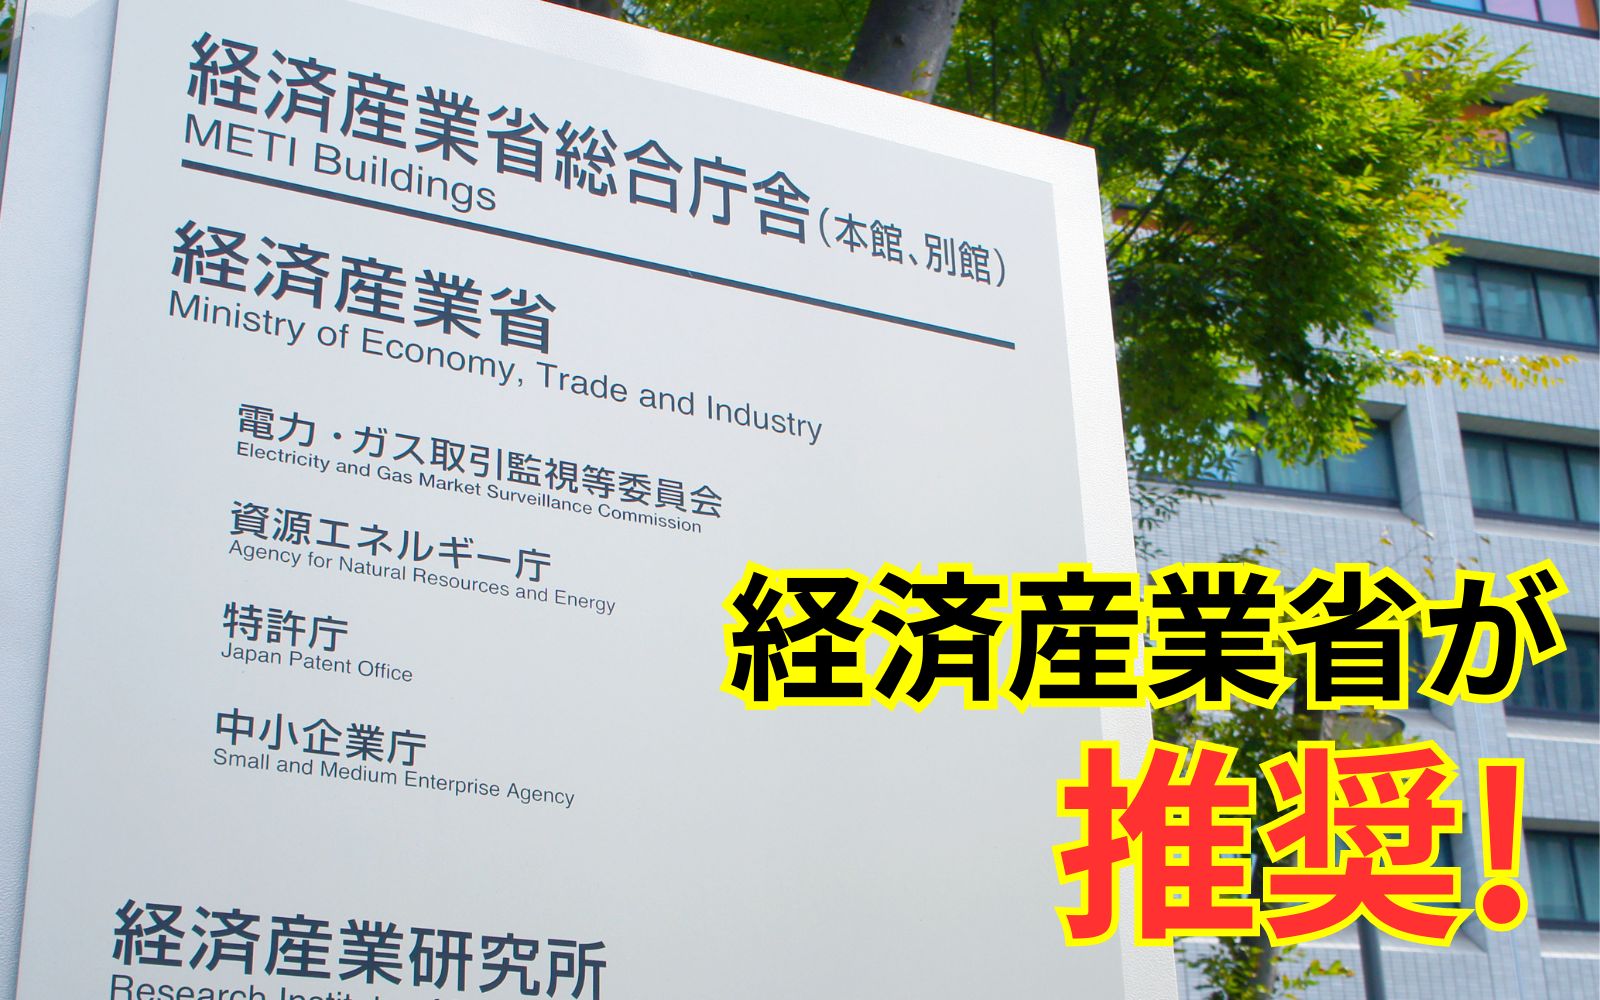 経済産業省総合庁舎(本館、別館)
METI Buildings
経済産業省
Ministry of Economy, Trade and Industry
電力・ガス取引監視等委員会
Electricity and Gas Market Surveillance Commission
資源エネルギー庁
Agency for Natural Resources and Energy
特許庁
Japan Patent Office
中小企業庁
Small and Medium Enterprise Agency
経済産業研究所
Research
経済産業省が
推奨!